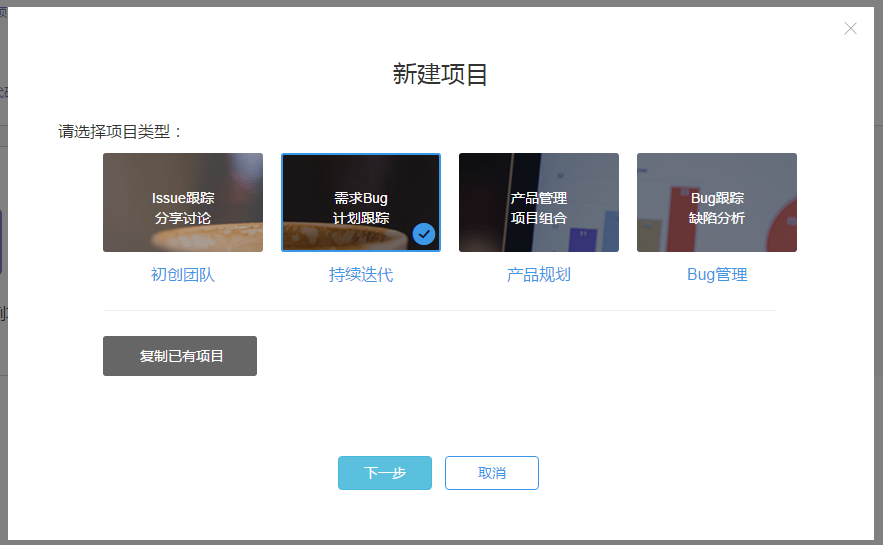 新建项目
请选择项目类型：
Issue跟踪
分享讨论
需求Bug
计划跟踪
产品管理
项目组合
Bug跟踪
缺陷分析
初创团队
持续迭代
产品规划
Bug管理
复制已有项目
下一步
取消